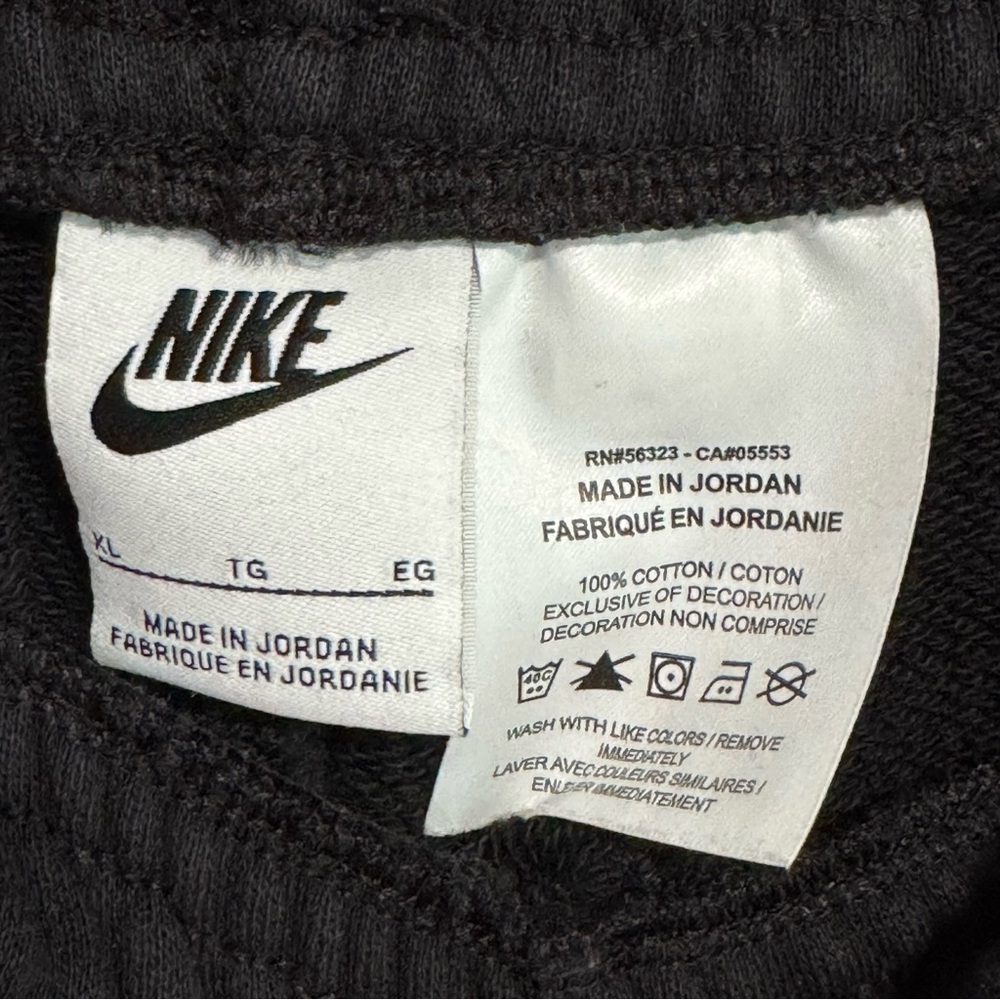 NIKE
XL TG EG
MADE IN JORDAN
FABRIQUE EN JORDANIE
RN#56323 - CA#05553
MADE IN JORDAN
FABRIQUÉ EN JORDANIE
100% COTTON / COTON
EXCLUSIVE OF DECORATION /
DECORATION NON COMPRISE
40C
WASH WITH LIKE COLORS / REMOVE
IMMEDIATELY
LAVER AVEC COULEURS SIMILAIRES /
ENLEVER IMMEDIATEMENT